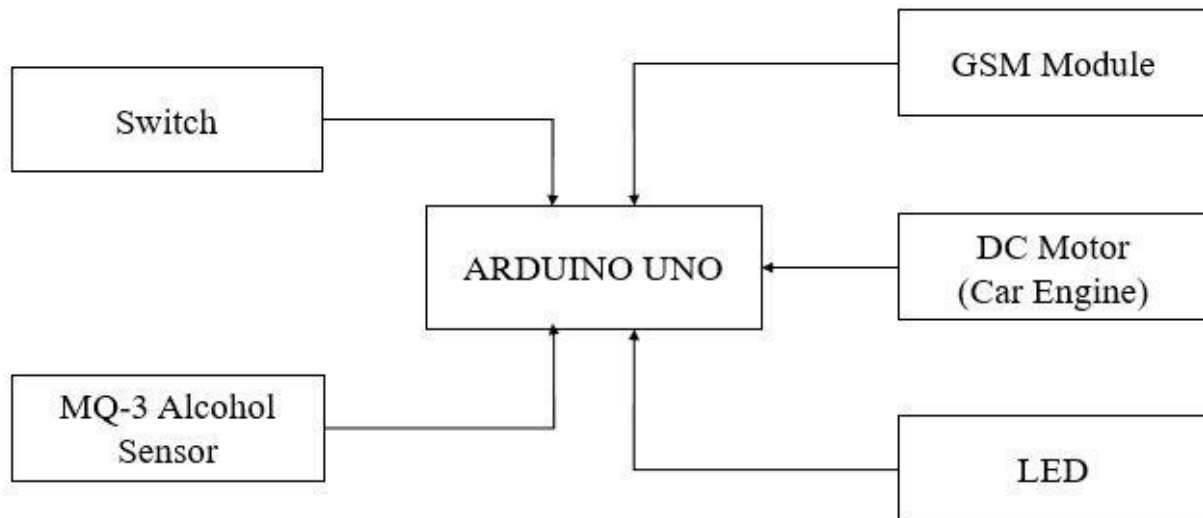 GSM Module
Switch
ARDUINO UNO
DC Motor
(Car Engine)
MQ-3 Alcohol
Sensor
LED